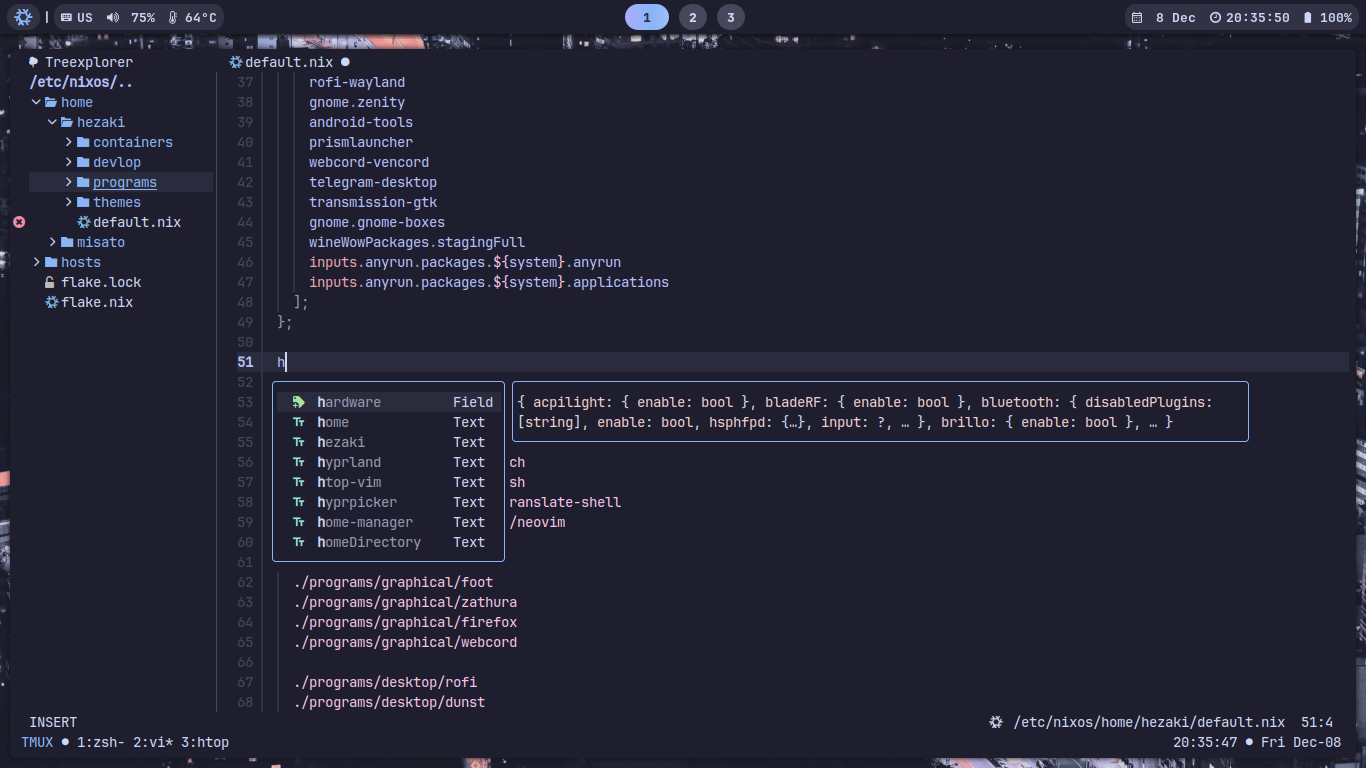 US 75% 64°C 1 2 3 8 Dec 20:35:50 100%
Treexplorer
/etc/nixos/..
home
hezaki
containers
devlop
programs
themes
default.nix
misato
hosts
flake.lock
flake.nix
default.nix ●
37 rofi-wayland
38 gnome.zenity
39 android-tools
40 prismlauncher
41 webcord-vencord
42 telegram-desktop
43 transmission-gtk
44 gnome.gnome-boxes
45 wineWowPackages.stagingFull
46 inputs.anyrun.packages.${system}.anyrun
47 inputs.anyrun.packages.${system}.applications
48 ];
49 };
50
51 h
52
53
54
55
56 ch
57 sh
58 ranslate-shell
59 /neovim
60
61
62 ./programs/graphical/foot
63 ./programs/graphical/zathura
64 ./programs/graphical/firefox
65 ./programs/graphical/webcord
66
67 ./programs/desktop/rofi
68 ./programs/desktop/dunst
hardware Field
home Text
hezaki Text
hyprland Text
htop-vim Text
hyprpicker Text
home-manager Text
homeDirectory Text
{ acpilight: { enable: bool }, bladeRF: { enable: bool }, bluetooth: { disabledPlugins:
[string], enable: bool, hsphfpd: {…}, input: ?, … }, brillo: { enable: bool }, … }
INSERT /etc/nixos/home/hezaki/default.nix 51:4
TMUX ● 1:zsh- 2:vi* 3:htop 20:35:47 ● Fri Dec-08